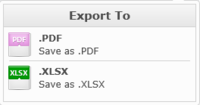 Export To
PDF
.PDF
Save as .PDF
XLSX
.XLSX
Save as .XLSX